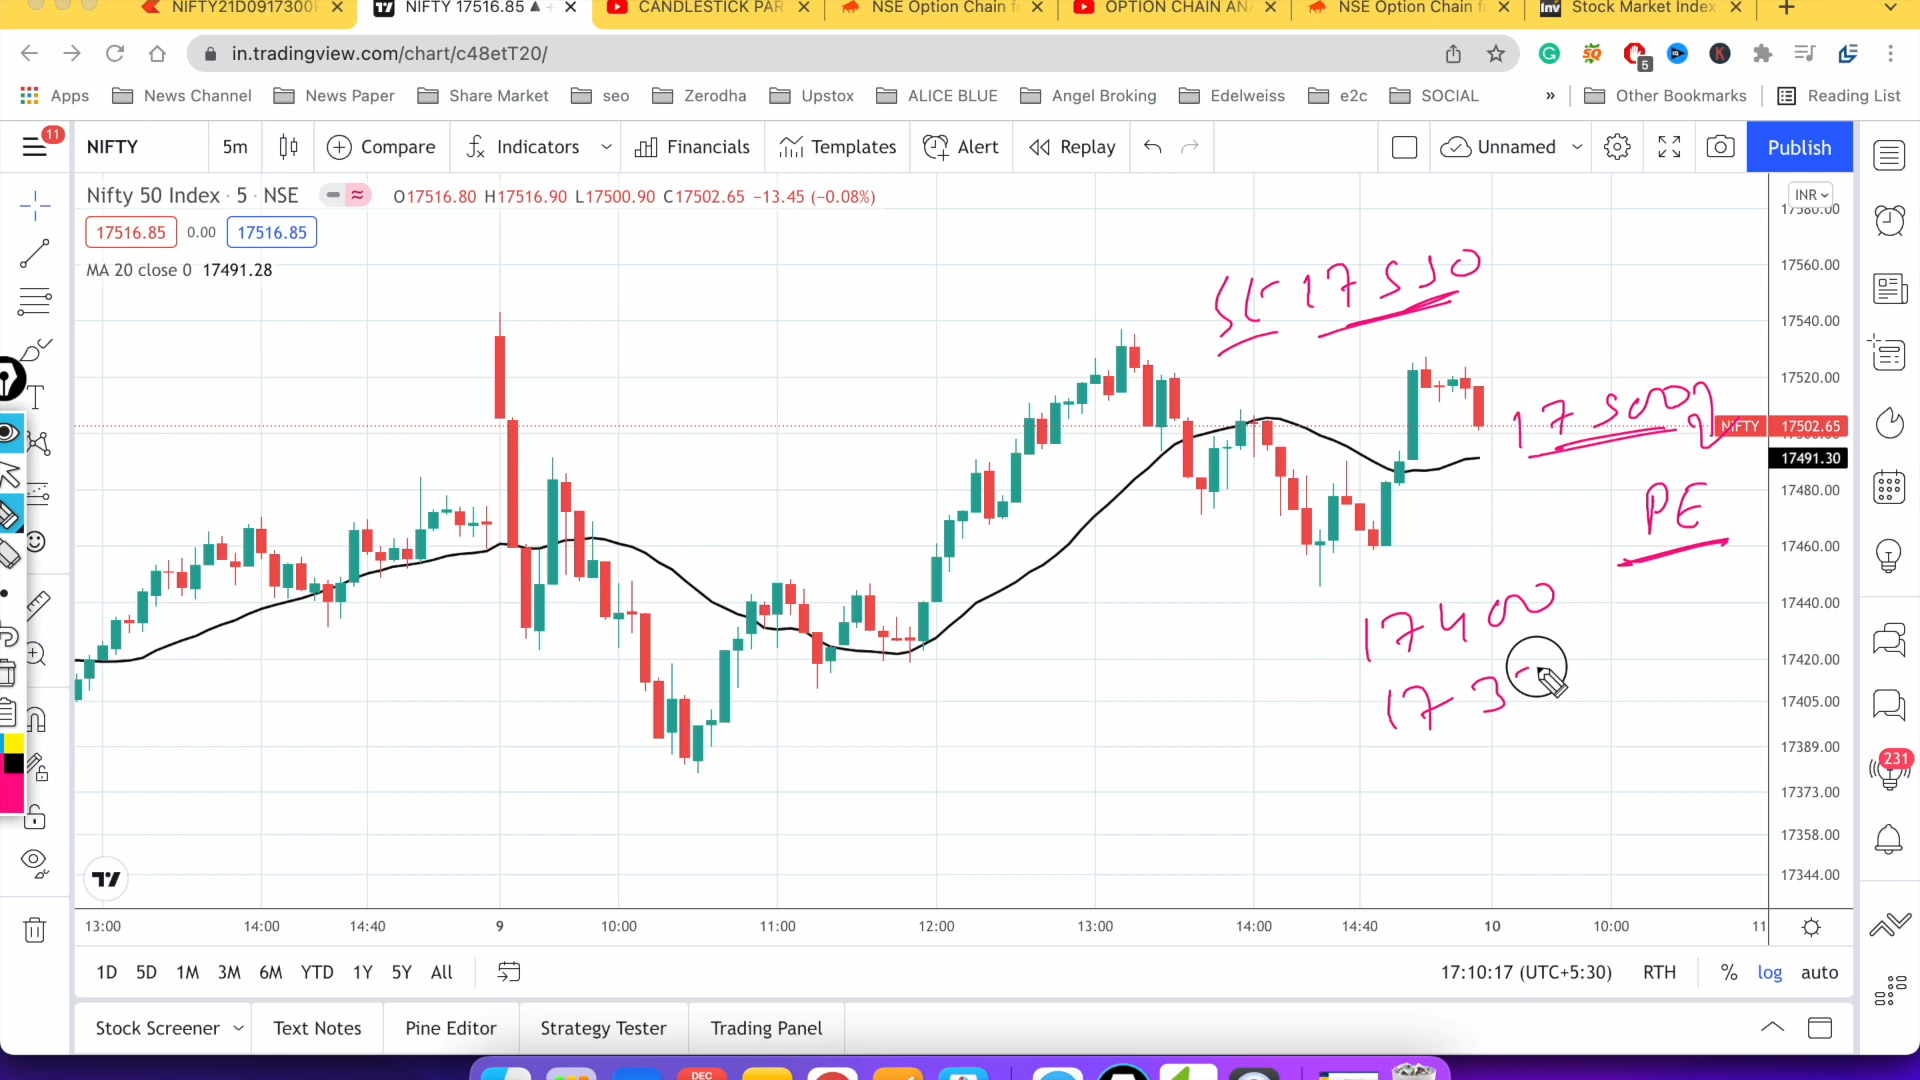 NIFTY21D0917300P
NIFTY 17516.85 ▲
CANDLESTICK PAR
NSE Option Chain f
OPTION CHAIN AN
NSE Option Chain f
Inv Stock Market Index
in.tradingview.com/chart/c48etT20/
5
Apps News Channel News Paper Share Market seo Zerodha Upstox ALICE BLUE Angel Broking Edelweiss e2c SOCIAL » Other Bookmarks Reading List
11
NIFTY 5m Compare Indicators Financials Templates Alert Replay Unnamed Publish
Nifty 50 Index · 5 · NSE O17516.80 H17516.90 L17500.90 C17502.65 −13.45 (−0.08%)
INR
17516.85 0.00 17516.85
MA 20 close 0 17491.28
17580.00
17560.00
17540.00
17520.00
NIFTY 17502.65
17491.30
17480.00
17460.00
17440.00
17420.00
17405.00
17389.00
17373.00
17358.00
17344.00
17550
17500
PE
17400
17 3
231
13:00 14:00 14:40 9 10:00 11:00 12:00 13:00 14:00 14:40 10 10:00 11
1D 5D 1M 3M 6M YTD 1Y 5Y All
17:10:17 (UTC+5:30) RTH % log auto
Stock Screener Text Notes Pine Editor Strategy Tester Trading Panel
DEC